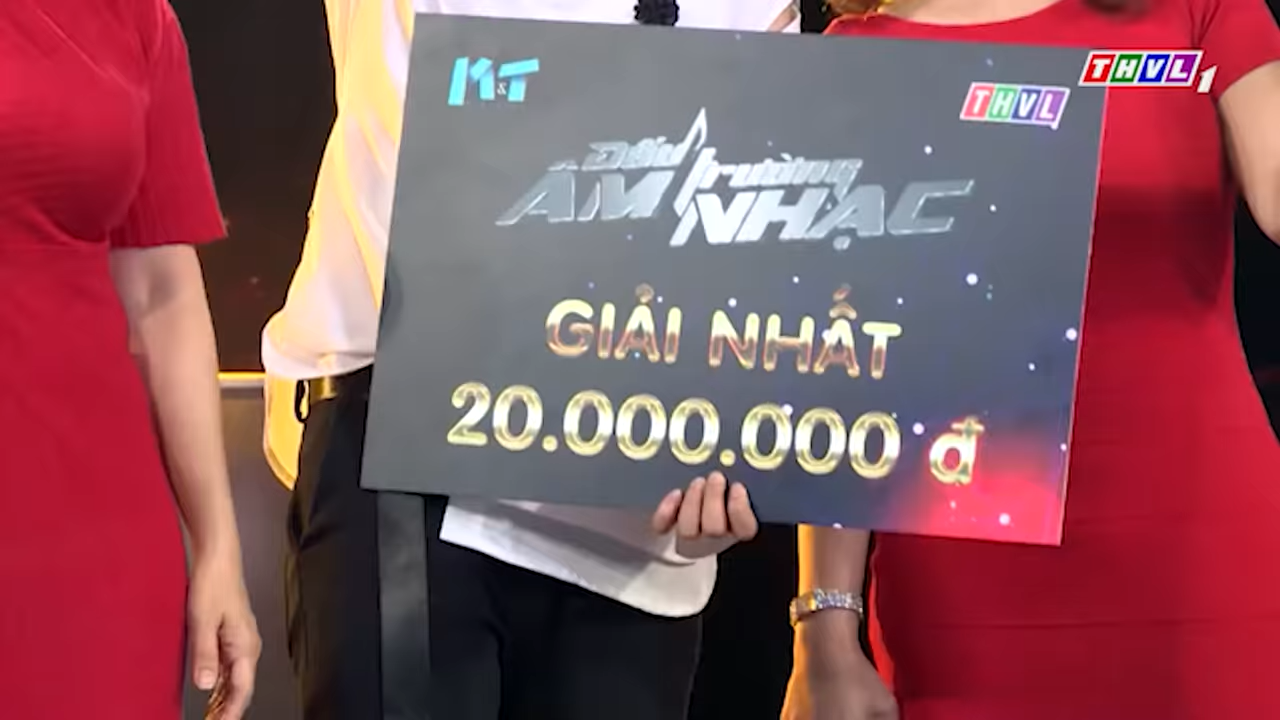 M&T
THVL
THVL1
Đấu trường
ÂM NHẠC
GIẢI NHẤT
20.000.000 đ